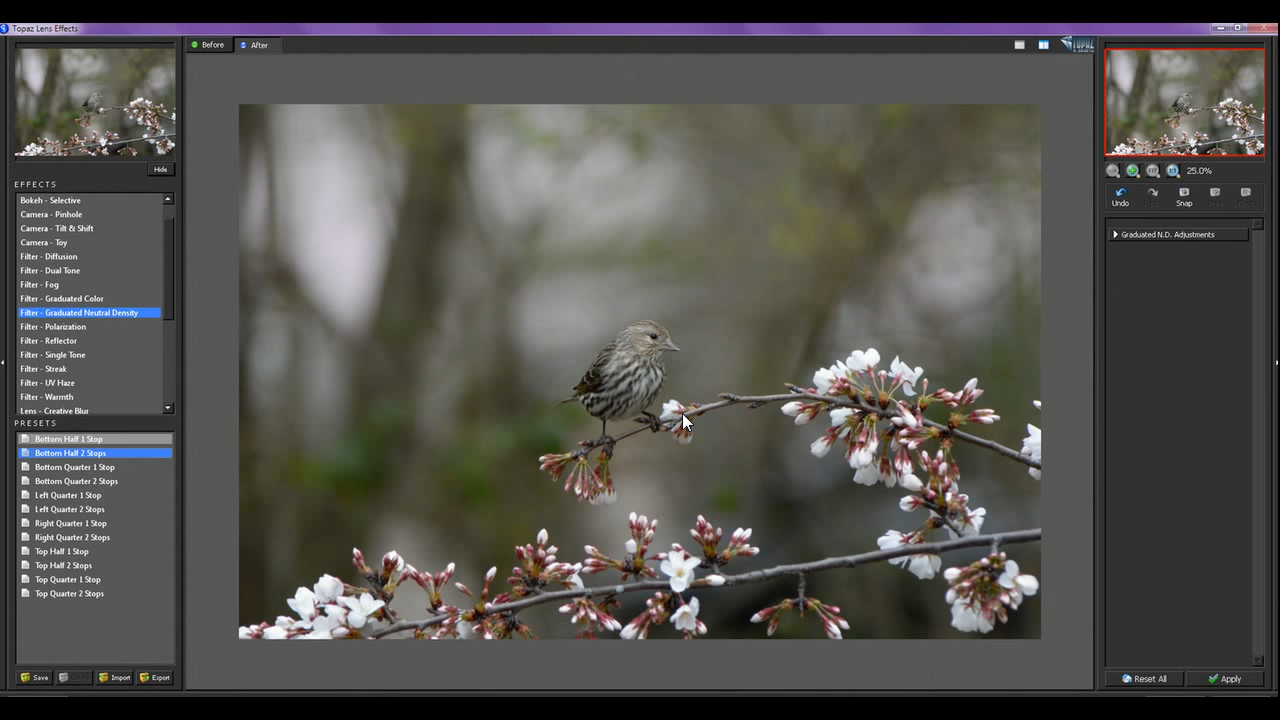 Topaz Lens Effects
Before
After
TOPAZ
Hide
EFFECTS
Bokeh - Selective
Camera - Pinhole
Camera - Tilt & Shift
Camera - Toy
Filter - Diffusion
Filter - Dual Tone
Filter - Fog
Filter - Graduated Color
Filter - Graduated Neutral Density
Filter - Polarization
Filter - Reflector
Filter - Single Tone
Filter - Streak
Filter - UV Haze
Filter - Warmth
Lens - Creative Blur
PRESETS
Bottom Half 1 Stop
Bottom Half 2 Stops
Bottom Quarter 1 Stop
Bottom Quarter 2 Stops
Left Quarter 1 Stop
Left Quarter 2 Stops
Right Quarter 1 Stop
Right Quarter 2 Stops
Top Half 1 Stop
Top Half 2 Stops
Top Quarter 1 Stop
Top Quarter 2 Stops
Save
Import
Export
25.0%
Undo
Snap
Graduated N.D. Adjustments
Reset All
Apply